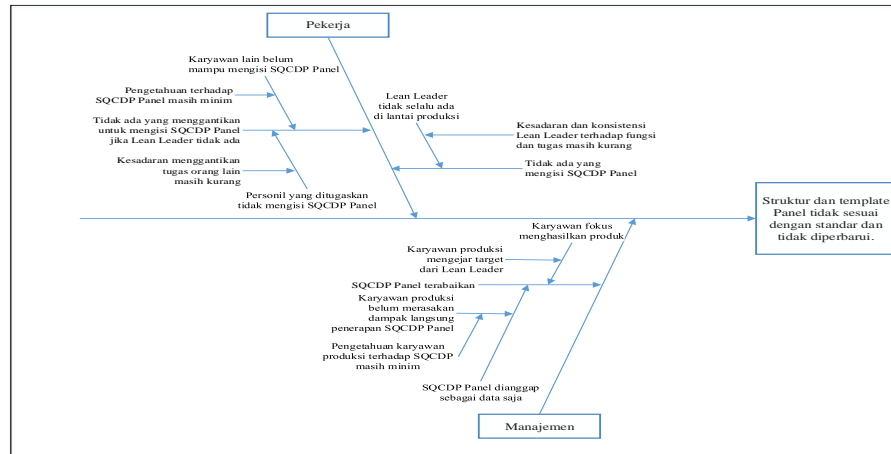 Pekerja
Karyawan lain belum
mampu mengisi SQCDP Panel
Pengetahuan terhadap
SQCDP Panel masih minim
Tidak ada yang menggantikan
untuk mengisi SQCDP Panel
jika Lean Leader tidak ada
Kesadaran menggantikan
tugas orang lain
masih kurang
Personil yang ditugaskan
tidak mengisi SQCDP Panel
Lean Leader
tidak selalu ada
di lantai produksi
Kesadaran dan konsistensi
Lean Leader terhadap fungsi
dan tugas masih kurang
Tidak ada yang
mengisi SQCDP Panel
Struktur dan template
Panel tidak sesuai
dengan standar dan
tidak diperbarui.
Karyawan fokus
menghasilkan produk
Karyawan produksi
mengejar target
dari Lean Leader
SQCDP Panel terabaikan
Karyawan produksi
belum merasakan
dampak langsung
penerapan SQCDP Panel
Pengetahuan karyawan
produksi terhadap SQCDP
masih minim
SQCDP Panel dianggap
sebagai data saja
Manajemen